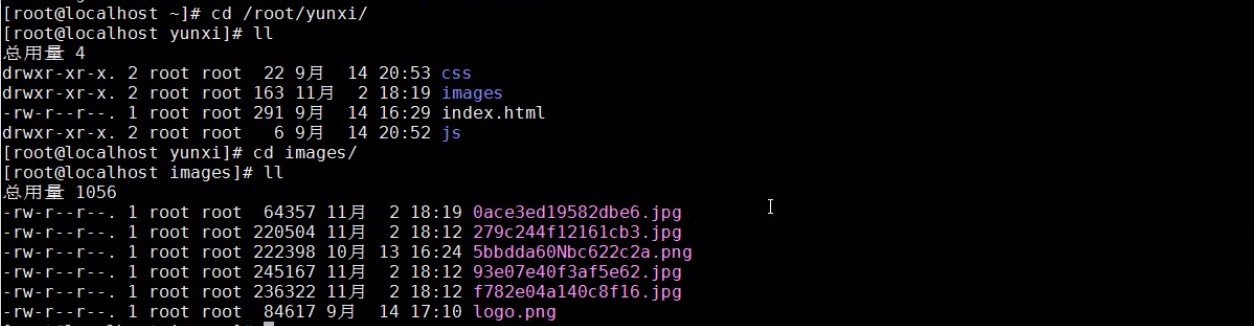 [root@localhost ~]# cd /root/yunxi/
[root@localhost yunxi]# ll
总用量 4
drwxr-xr-x. 2 root root  22 9月  14 20:53 css
drwxr-xr-x. 2 root root 163 11月  2 18:19 images
-rw-r--r--. 1 root root 291 9月  14 16:29 index.html
drwxr-xr-x. 2 root root   6 9月  14 20:52 js
[root@localhost yunxi]# cd images/
[root@localhost images]# ll
总用量 1056
-rw-r--r--. 1 root root  64357 11月  2 18:19 0ace3ed19582dbe6.jpg
-rw-r--r--. 1 root root 220504 11月  2 18:12 279c244f12161cb3.jpg
-rw-r--r--. 1 root root 222398 10月 13 16:24 5bbdda60Nbc622c2a.png
-rw-r--r--. 1 root root 245167 11月  2 18:12 93e07e40f3af5e62.jpg
-rw-r--r--. 1 root root 236322 11月  2 18:12 f782e04a140c8f16.jpg
-rw-r--r--. 1 root root  84617 9月  14 17:10 logo.png